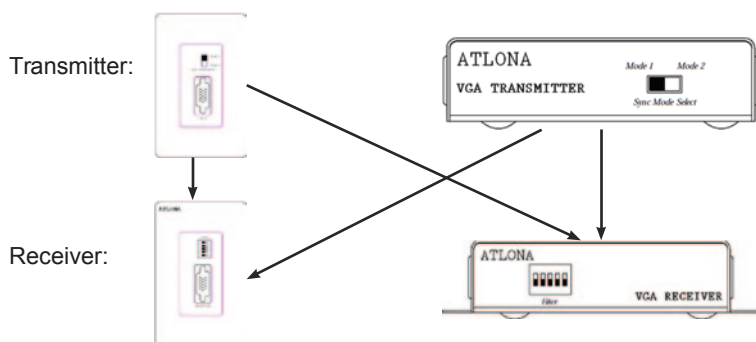 Transmitter:
ATLONA
VGA TRANSMITTER
Mode 1 Mode 2
Sync Mode Select
Receiver:
ATLONA
ATLONA
Filter
VGA RECEIVER